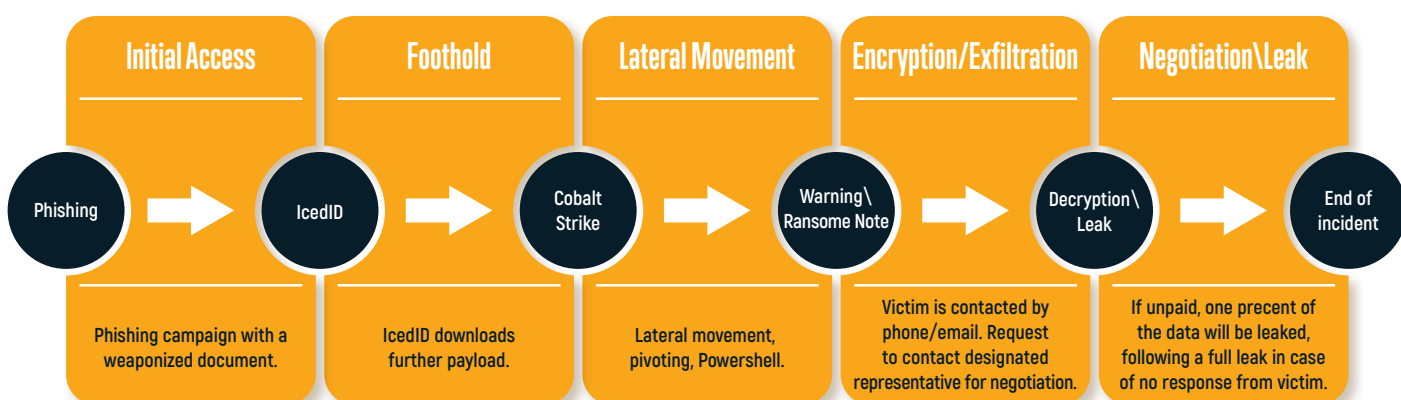 Initial Access
Foothold
Lateral Movement
Encryption/Exfiltration
Negotiation\Leak
Phishing
IcedID
Cobalt
Strike
Warning\
Ransome Note
Decryption\
Leak
End of
incident
Phishing campaign with a
weaponized document.
IcedID downloads
further payload.
Lateral movement,
pivoting, Powershell.
Victim is contacted by
phone/email. Request
to contact designated
representative for negotiation.
If unpaid, one precent of
the data will be leaked,
following a full leak in case
of no response from victim.